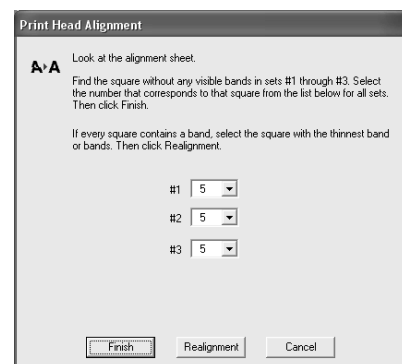 Print Head Alignment
A▸A
Look at the alignment sheet.
Find the square without any visible bands in sets #1 through #3. Select
the number that corresponds to that square from the list below for all sets.
Then click Finish.
If every square contains a band, select the square with the thinnest band
or bands. Then click Realignment.
#1 5
#2 5
#3 5
Finish Realignment Cancel